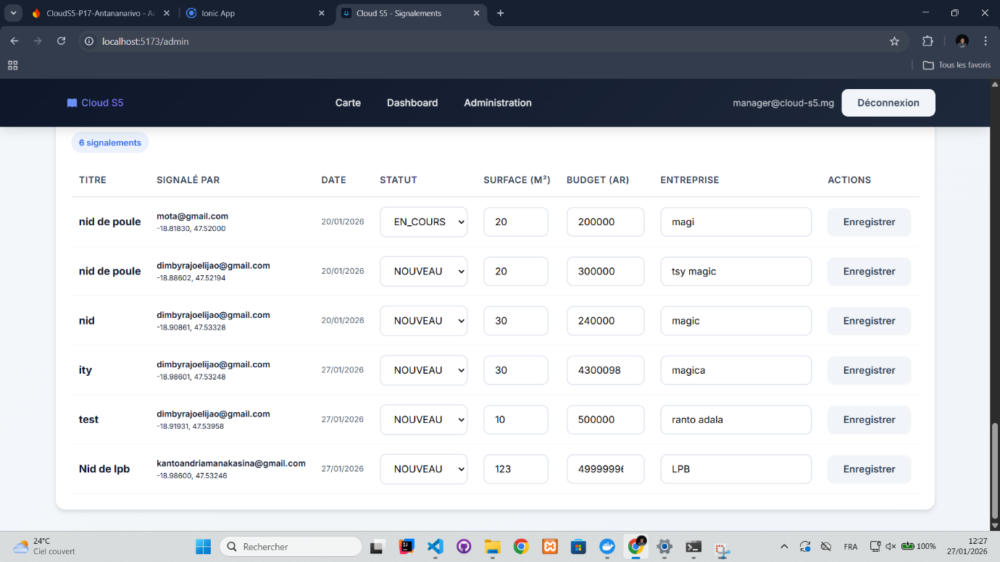 CloudS5-P17-Antananarivo - Au
Ionic App
Cloud S5 - Signalements
localhost:5173/admin
Tous les favoris
Cloud S5
Carte
Dashboard
Administration
manager@cloud-s5.mg
Déconnexion
6 signalements
TITRE SIGNALÉ PAR DATE STATUT SURFACE (M²) BUDGET (AR) ENTREPRISE ACTIONS
nid de poule mota@gmail.com 20/01/2026 EN_COURS 20 200000 magi Enregistrer
-18.81830, 47.52000
nid de poule dimbyrajoelijao@gmail.com 20/01/2026 NOUVEAU 20 300000 tsy magic Enregistrer
-18.88602, 47.52194
nid dimbyrajoelijao@gmail.com 20/01/2026 NOUVEAU 30 240000 magic Enregistrer
-18.90861, 47.53328
ity dimbyrajoelijao@gmail.com 27/01/2026 NOUVEAU 30 4300098 magica Enregistrer
-18.98601, 47.53248
test dimbyrajoelijao@gmail.com 27/01/2026 NOUVEAU 10 500000 ranto adala Enregistrer
-18.91931, 47.53958
Nid de lpb kantoandriamanakasina@gmail.com 27/01/2026 NOUVEAU 123 4999999 LPB Enregistrer
-18.98600, 47.53246
24°C
Ciel couvert
Rechercher
FRA
100%
12:27
27/01/2026